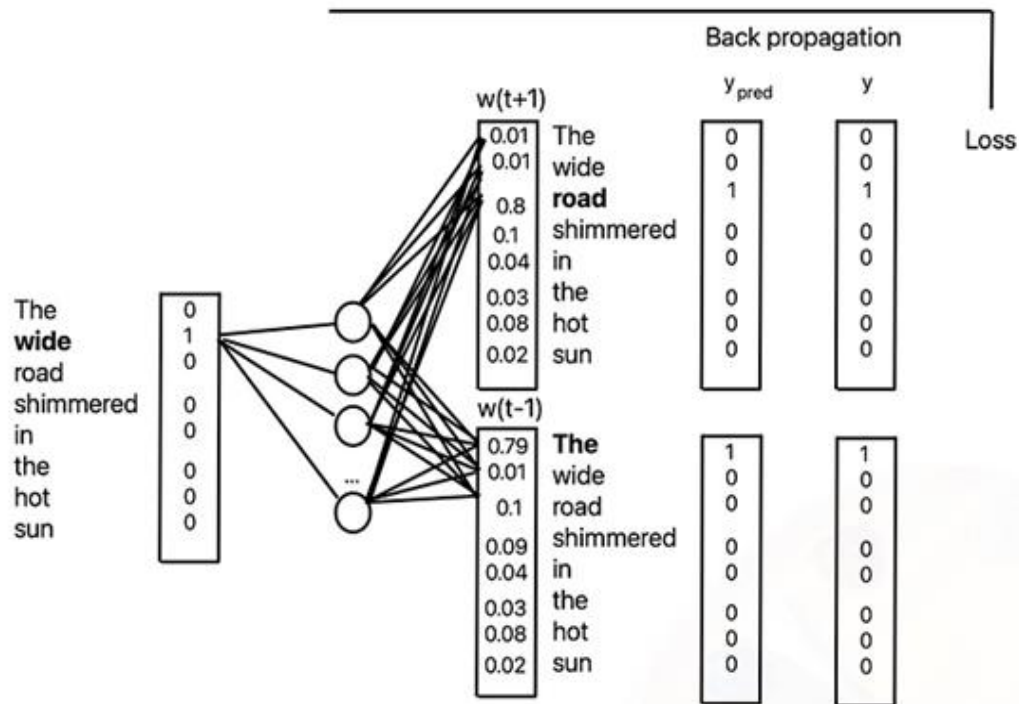 Back propagation
y pred
y
Loss
w(t+1)
0.01 The 0 0
0.01 wide 0 0
0.8 road 1 1
0.1 shimmered 0 0
0.04 in 0 0
0.03 the 0 0
0.08 hot 0 0
0.02 sun 0 0
The 0
wide 1
road 0
shimmered 0
in 0
the 0
hot 0
sun 0
...
w(t-1)
0.79 The 1 1
0.01 wide 0 0
0.1 road 0 0
0.09 shimmered 0 0
0.04 in 0 0
0.03 the 0 0
0.08 hot 0 0
0.02 sun 0 0